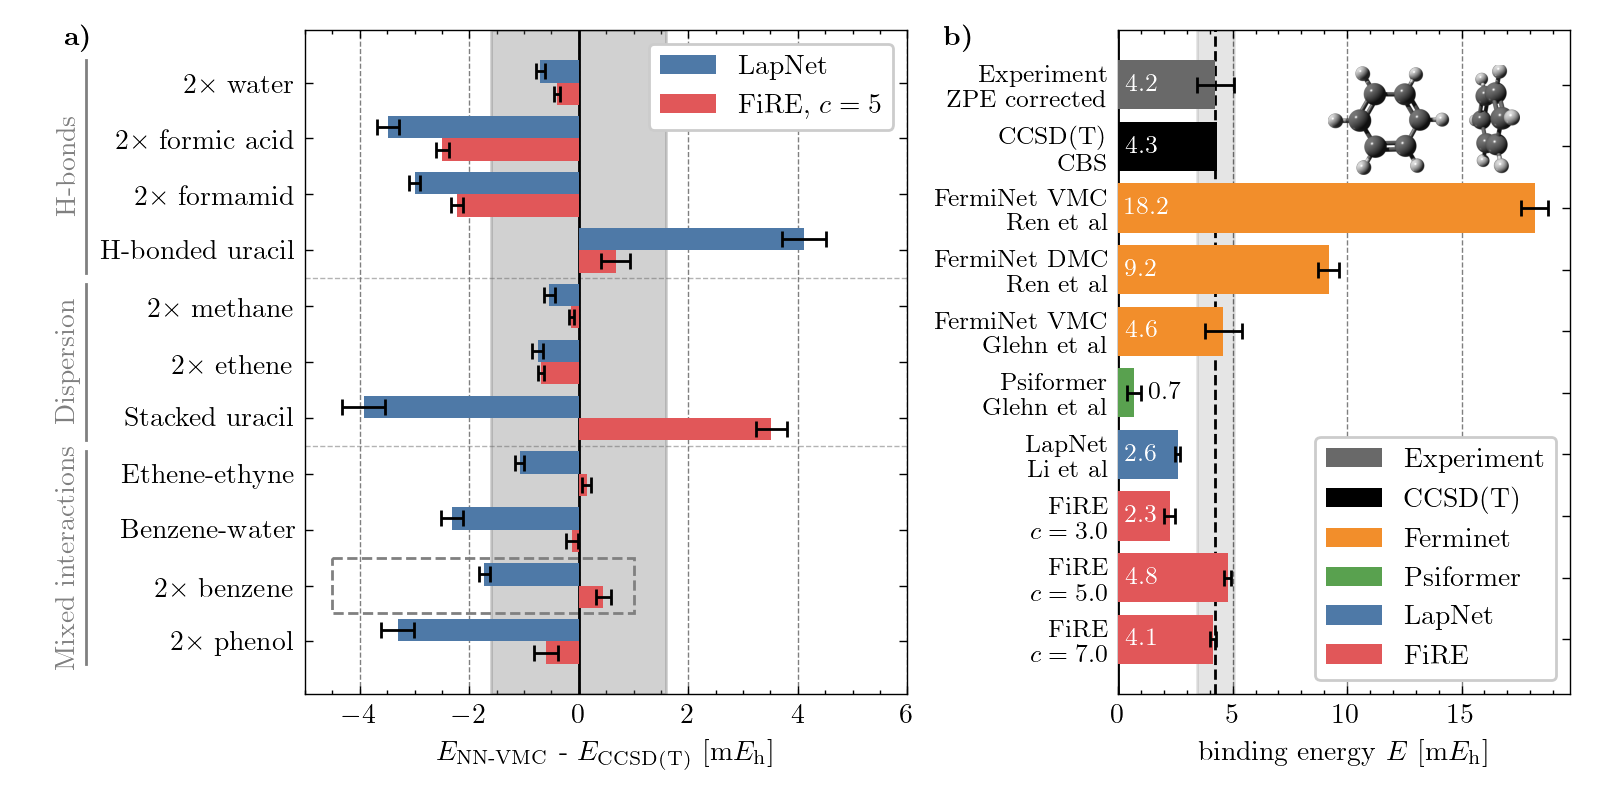 a)
H-bonds
Dispersion
Mixed interactions
2× water
2× formic acid
2× formamid
H-bonded uracil
2× methane
2× ethene
Stacked uracil
Ethene-ethyne
Benzene-water
2× benzene
2× phenol
LapNet
FiRE, c = 5
−4 −2 0 2 4 6
E_NN-VMC - E_CCSD(T) [mE_h]
b)
Experiment
ZPE corrected
4.2
CCSD(T)
CBS
4.3
FermiNet VMC
Ren et al
18.2
FermiNet DMC
Ren et al
9.2
FermiNet VMC
Glehn et al
4.6
Psiformer
Glehn et al
0.7
LapNet
Li et al
2.6
FiRE
c = 3.0
2.3
FiRE
c = 5.0
4.8
FiRE
c = 7.0
4.1
Experiment
CCSD(T)
Ferminet
Psiformer
LapNet
FiRE
0 5 10 15
binding energy E [mE_h]